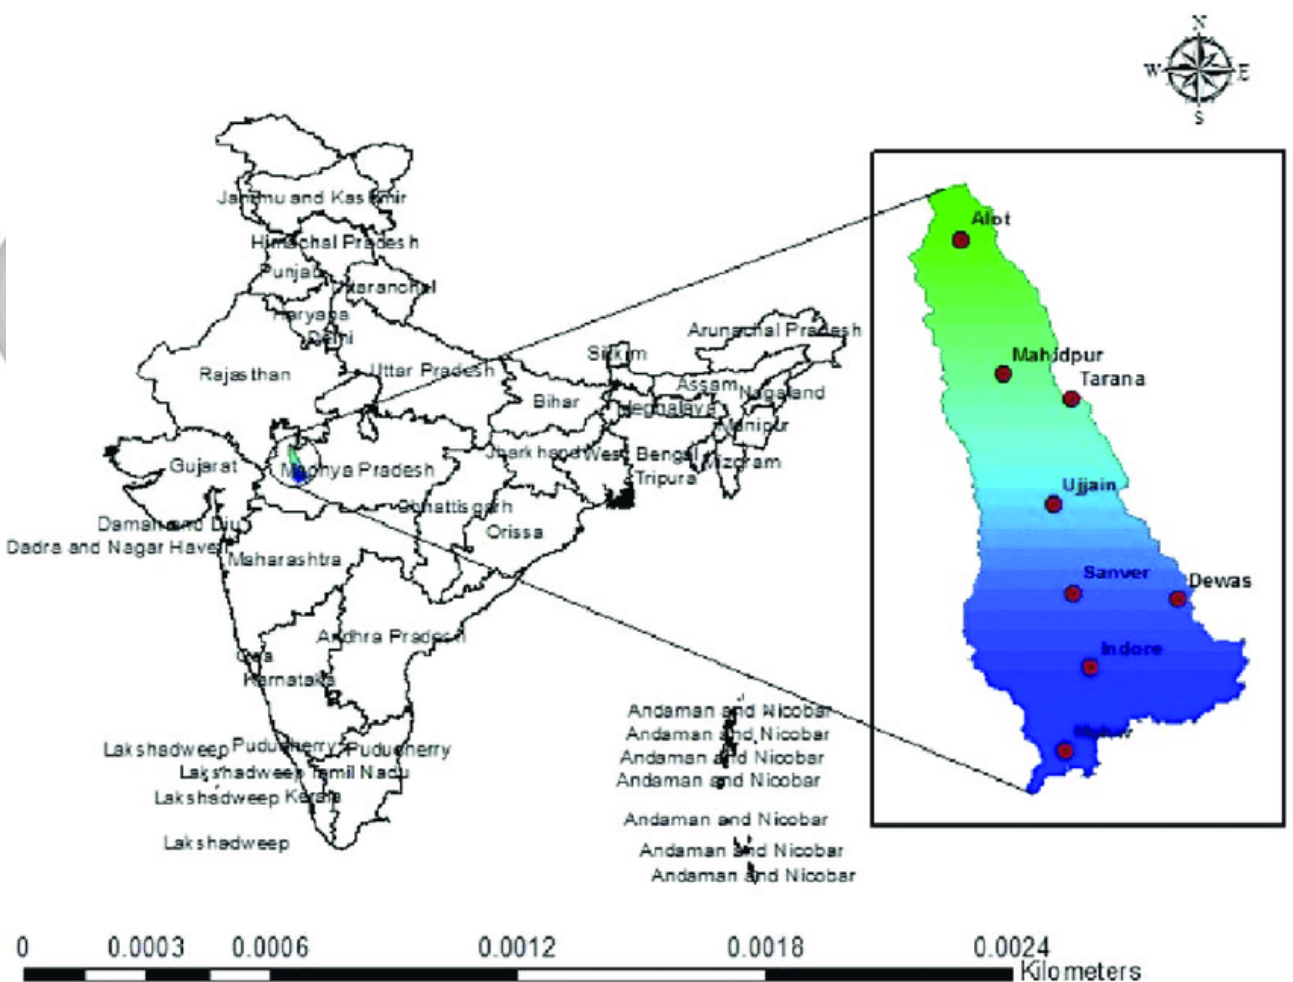 N
W E
S
Jammu and Kashmir
Himachal Pradesh
Punjab
Uttaranchal
Haryana
Delhi
Rajasthan
Uttar Pradesh
Sikkim
Arunachal Pradesh
Assam
Nagaland
Meghalaya
Bihar
Manipur
Gujarat
Madhya Pradesh
Jharkhand
West Bengal
Mizoram
Tripura
Chhattisgarh
Orissa
Daman and Diu
Dadra and Nagar Haveli
Maharashtra
Andhra Pradesh
Goa
Karnataka
Lakshadweep
Puducherry
Puducherry
Lakshadweep
Tamil Nadu
Lakshadweep
Kerala
Lakshadweep
Andaman and Nicobar
Andaman and Nicobar
Andaman and Nicobar
Andaman and Nicobar
Andaman and Nicobar
Andaman and Nicobar
Andaman and Nicobar
Alot
Mahidpur
Tarana
Ujjain
Sanver
Dewas
Indore
0 0.0003 0.0006 0.0012 0.0018 0.0024
Kilometers